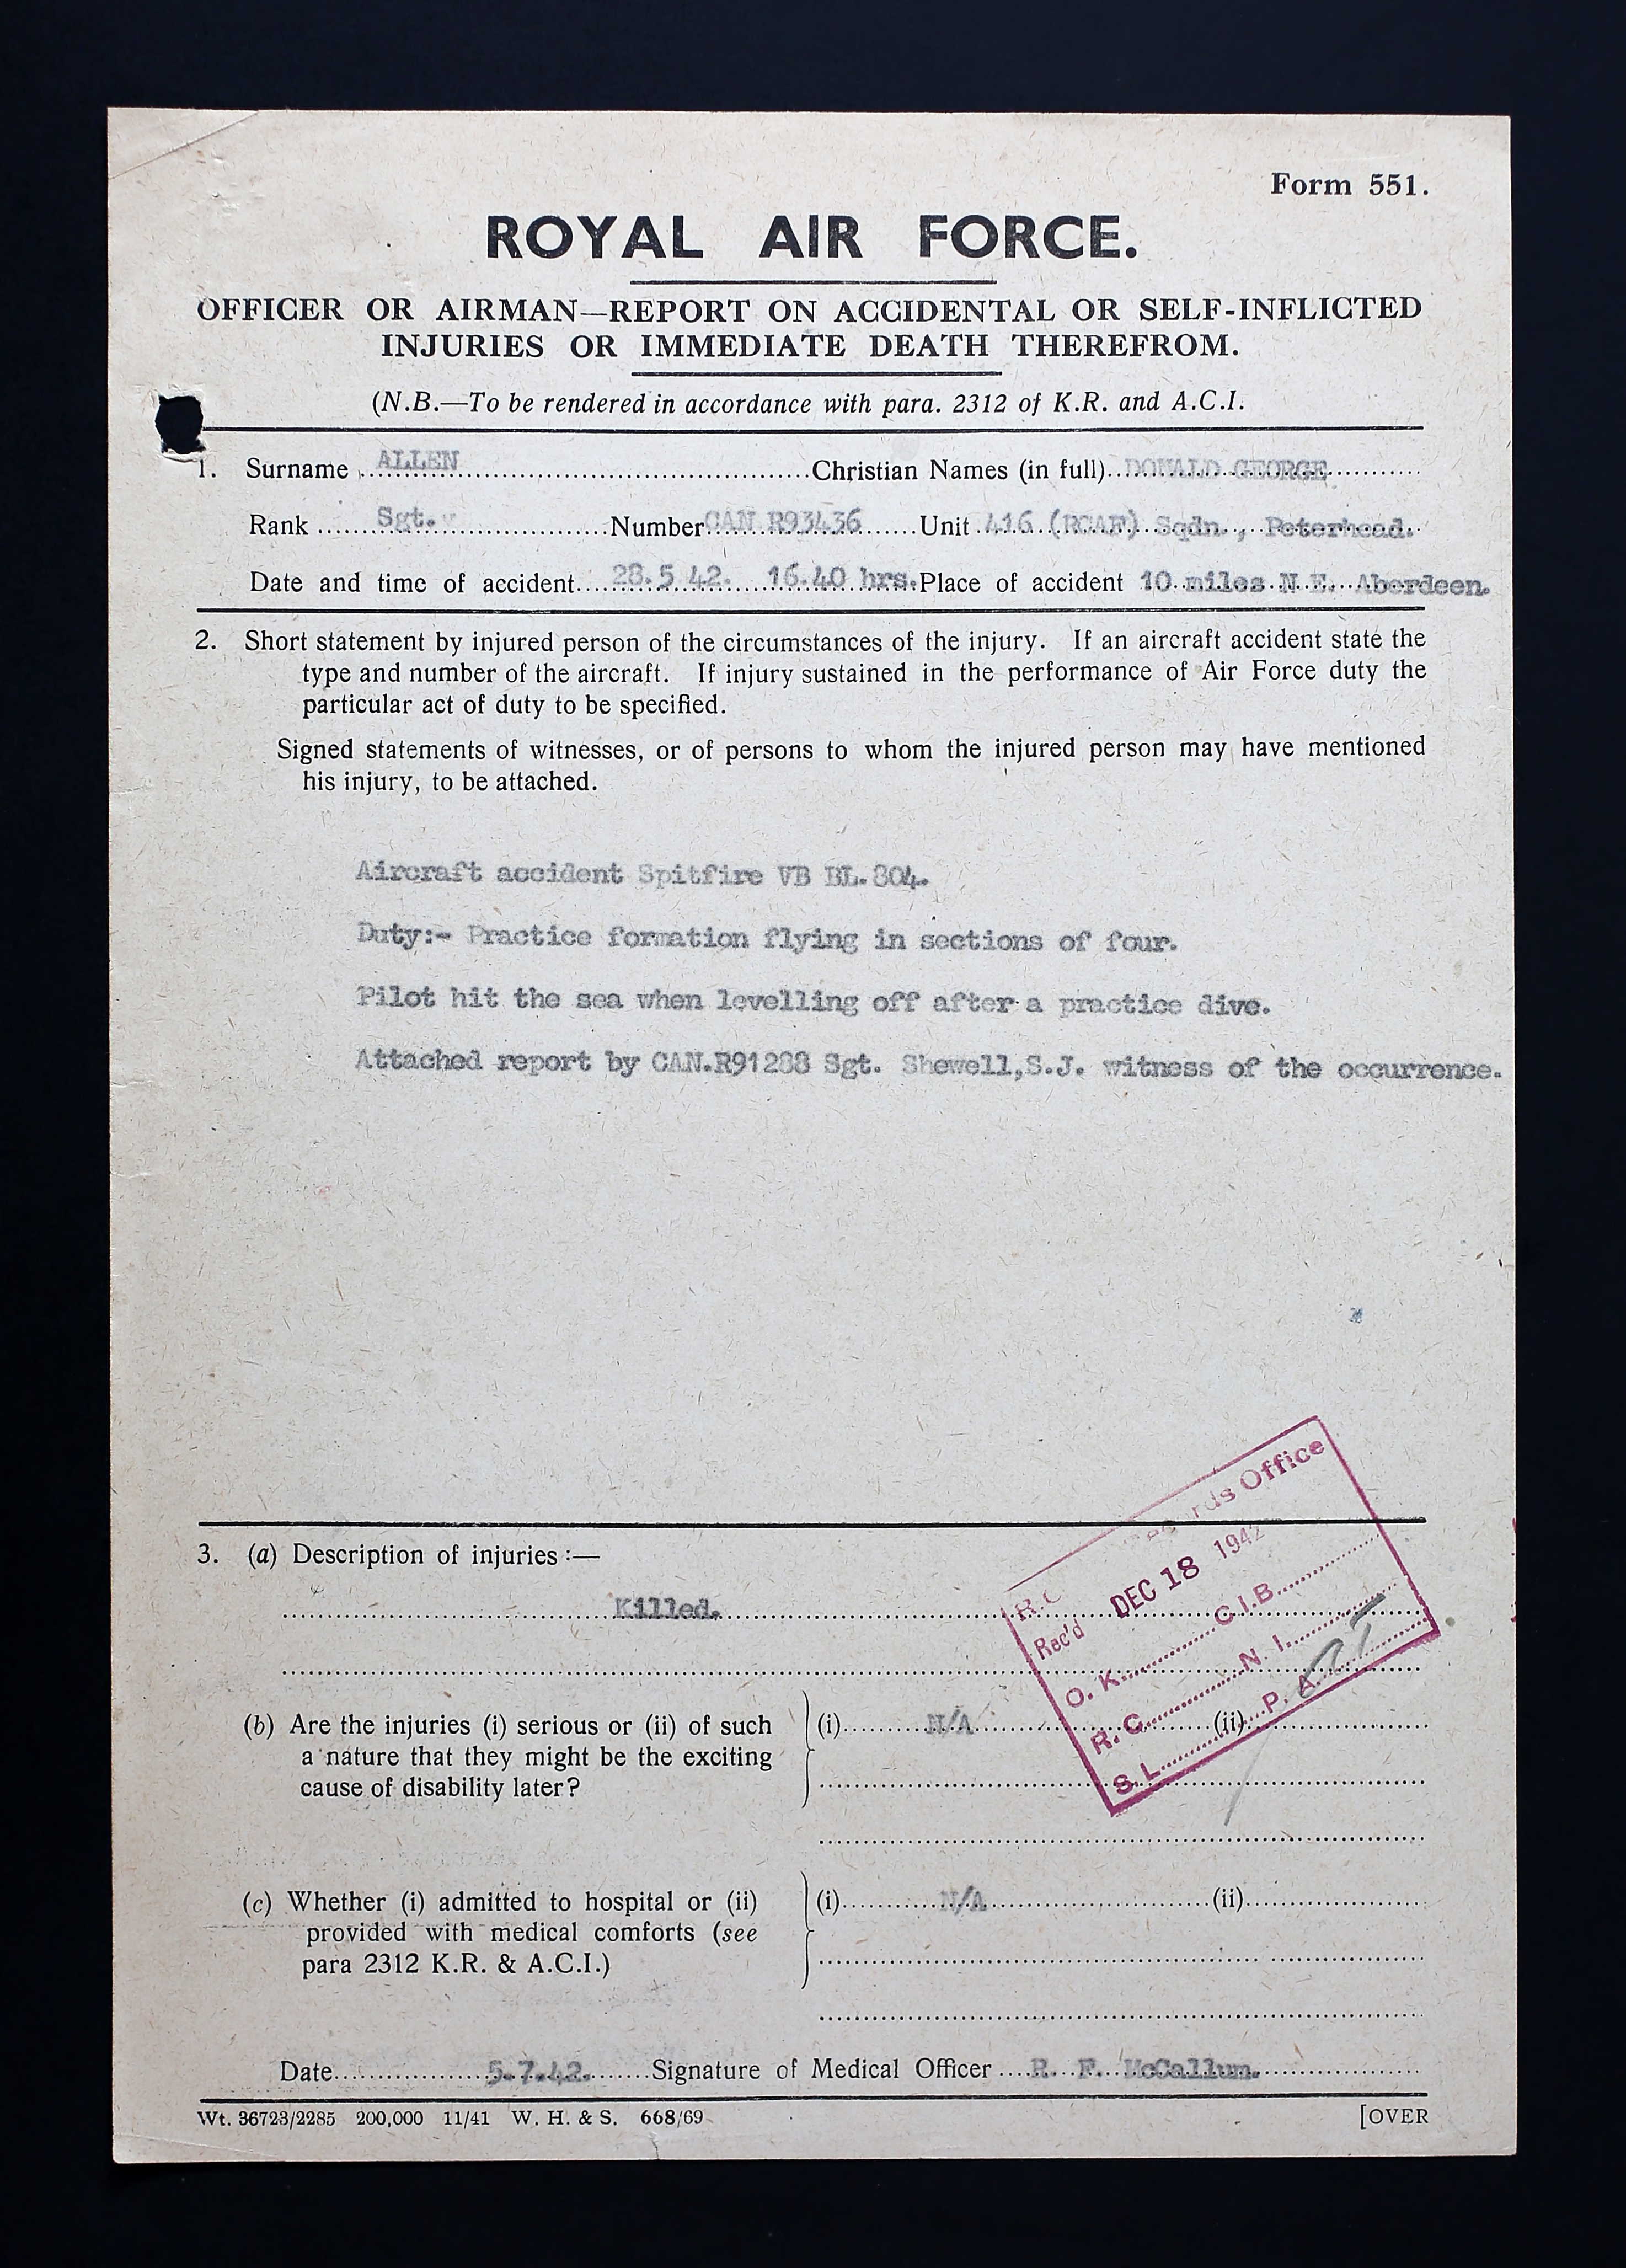 Form 551.
ROYAL AIR FORCE.
OFFICER OR AIRMAN—REPORT ON ACCIDENTAL OR SELF-INFLICTED
INJURIES OR IMMEDIATE DEATH THEREFROM.
(N.B.—To be rendered in accordance with para. 2312 of K.R. and A.C.I.
1. Surname ALLEN Christian Names (in full) DONALD GEORGE
Rank Sgt. Number CAN R93436 Unit 416 (RCAF) Sqdn., Peterhead.
Date and time of accident 28.5.42. 16.40 hrs. Place of accident 10 miles N.E. Aberdeen.
2. Short statement by injured person of the circumstances of the injury. If an aircraft accident state the
type and number of the aircraft. If injury sustained in the performance of Air Force duty the
particular act of duty to be specified.
Signed statements of witnesses, or of persons to whom the injured person may have mentioned
his injury, to be attached.
Aircraft accident Spitfire VB BL.804.
Duty:- Practice formation flying in sections of four.
Pilot hit the sea when levelling off after a practice dive.
Attached report by CAN.R91288 Sgt. Shewell,S.J. witness of the occurrence.
3. (a) Description of injuries :—
Killed.
(b) Are the injuries (i) serious or (ii) of such
a nature that they might be the exciting
cause of disability later?
(i) N/A (ii)
(c) Whether (i) admitted to hospital or (ii)
provided with medical comforts (see
para 2312 K.R. & A.C.I.)
(i) N/A (ii)
Office
Rec'd DEC 18 1942
O. K. C.I.B.
R. C. N. I.
S. L. P. A.
Date 5.7.42. Signature of Medical Officer R. F. McCallum.
Wt. 36723/2285 200,000 11/41 W. H. & S. 668/69
[OVER